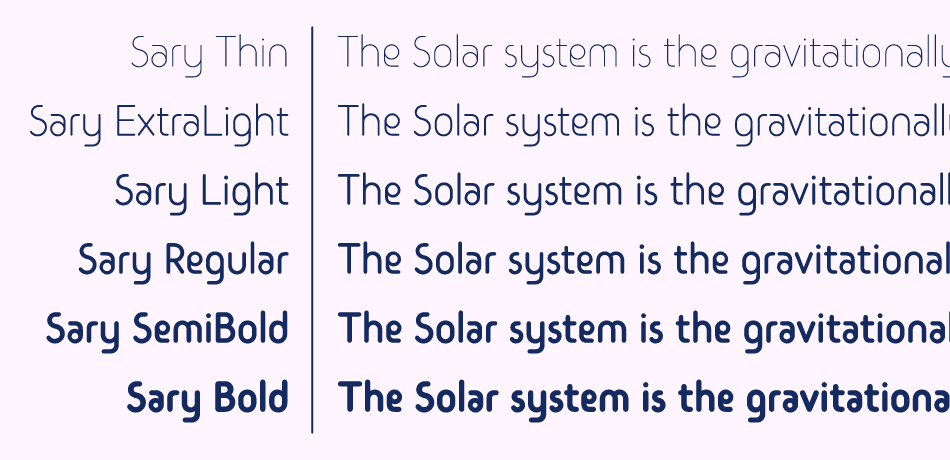 Sary Thin The Solar system is the gravitationally
Sary ExtraLight The Solar system is the gravitationally
Sary Light The Solar system is the gravitationall
Sary Regular The Solar system is the gravitational
Sary SemiBold The Solar system is the gravitational
Sary Bold The Solar system is the gravitationa